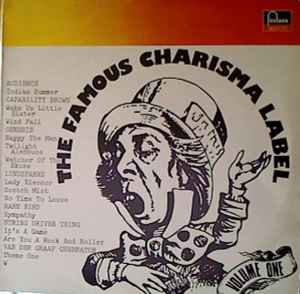 fontana
THE FAMOUS CHARISMA LABEL
AUDIENCE
Indian Summer
CAPABILITY BROWN
Wake Up Little
Sister
Wind Fall
GENESIS
Happy The Man
Twilight
Alehouse
Watcher Of The
Skies
LINDISFARNE
Lady Eleanor
Scotch Mist
No Time To Loose
RARE BIRD
Sympathy
STRING DRIVEN THING
It's A Game
Are You A Rock And Roller
VAN DER GRAAF GENERATOR
Theme One
W
VOLUME ONE